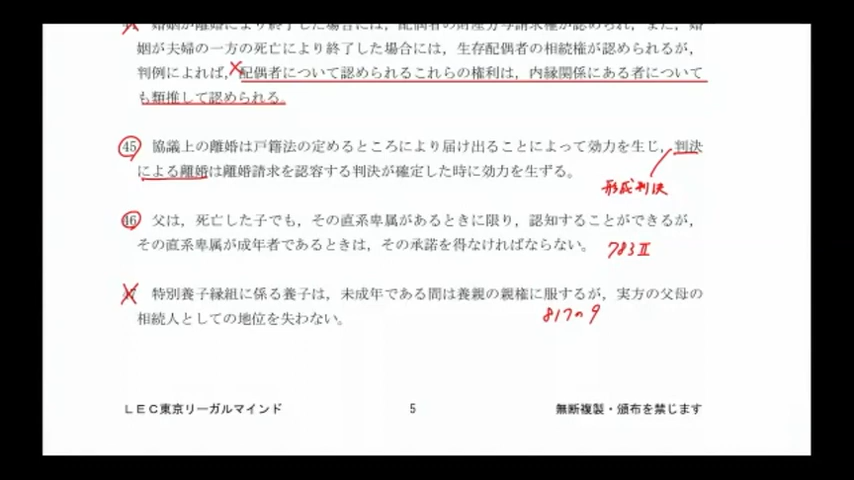 婚姻が離婚により終了した場合には，配偶者の財産分与請求権が認められ，また，婚
姻が夫婦の一方の死亡により終了した場合には，生存配偶者の相続権が認められるが，
判例によれば，配偶者について認められるこれらの権利は，内縁関係にある者について
も類推して認められる。
45 協議上の離婚は戸籍法の定めるところにより届け出ることによって効力を生じ，判決
による離婚は離婚請求を認容する判決が確定した時に効力を生ずる。
形成判決
46 父は，死亡した子でも，その直系卑属があるときに限り，認知することができるが，
その直系卑属が成年者であるときは，その承諾を得なければならない。 783Ⅱ
特別養子縁組に係る養子は，未成年である間は養親の親権に服するが，実方の父母の
相続人としての地位を失わない。 817の9
ＬＥＣ東京リーガルマインド 5 無断複製・頒布を禁じます